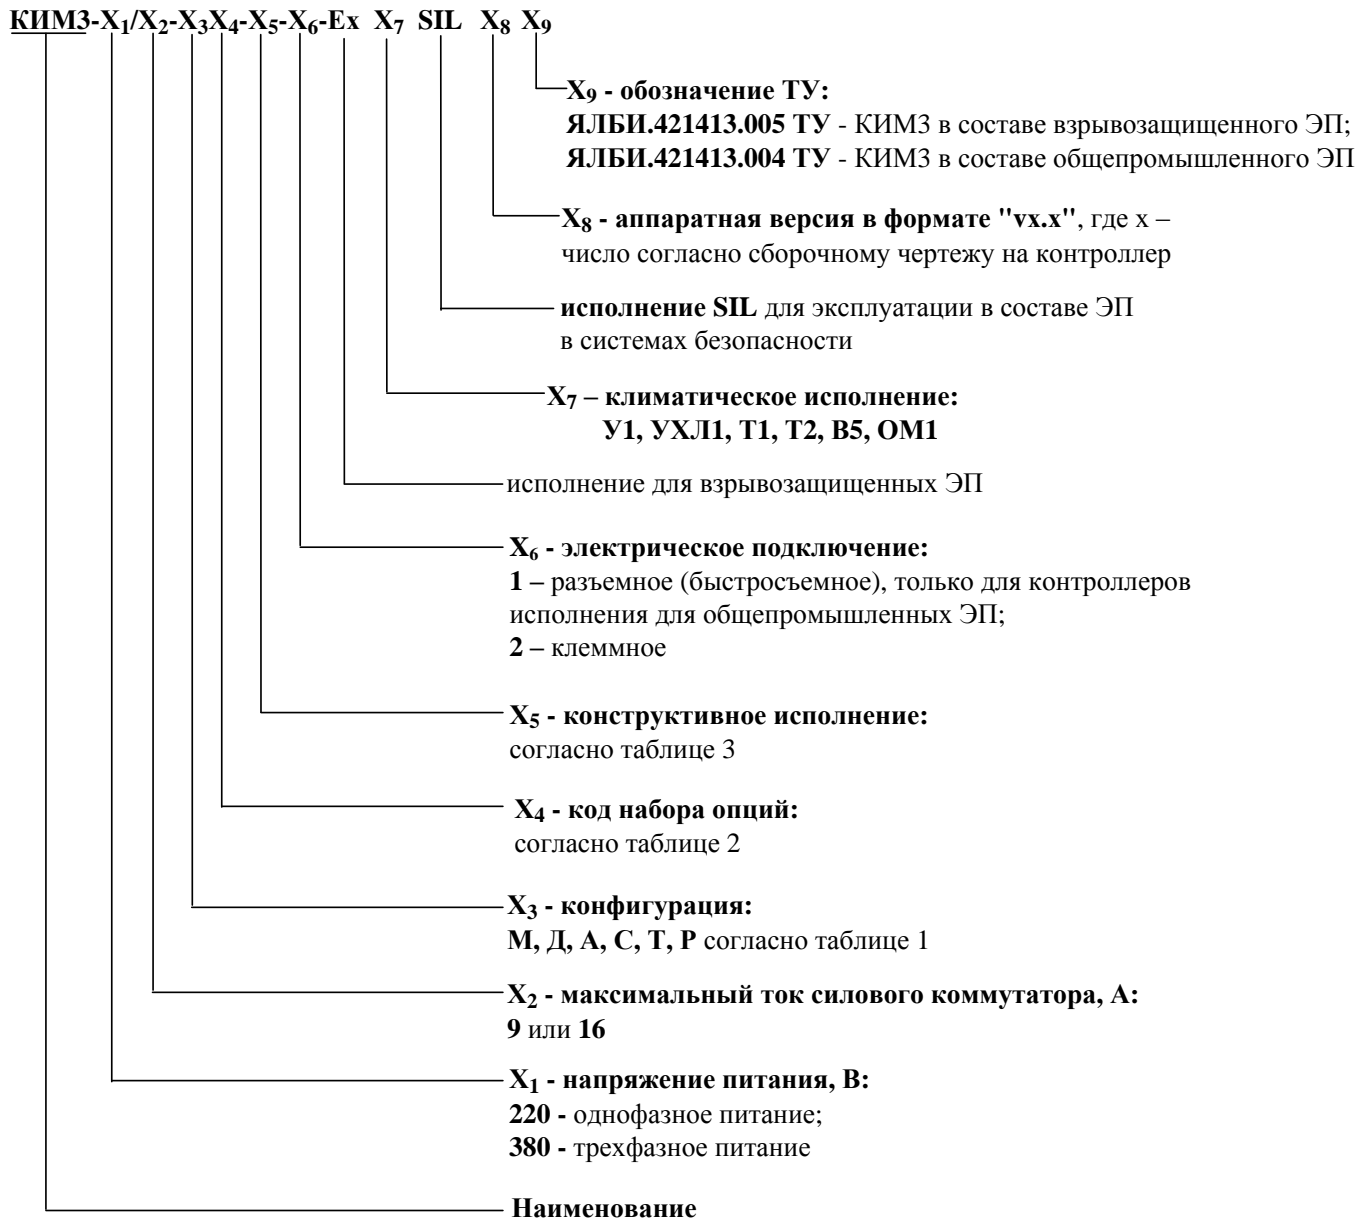 КИМ3-X1/X2-X3X4-X5-X6-Ex X7 SIL X8 X9
X9 - обозначение ТУ:
ЯЛБИ.421413.005 ТУ - КИМ3 в составе взрывозащищенного ЭП;
ЯЛБИ.421413.004 ТУ - КИМ3 в составе общепромышленного ЭП
X8 - аппаратная версия в формате "vx.x", где x –
число согласно сборочному чертежу на контроллер
исполнение SIL для эксплуатации в составе ЭП
в системах безопасности
X7 – климатическое исполнение:
У1, УХЛ1, Т1, Т2, В5, ОМ1
исполнение для взрывозащищенных ЭП
X6 - электрическое подключение:
1 – разъемное (быстросъемное), только для контроллеров
исполнения для общепромышленных ЭП;
2 – клеммное
X5 - конструктивное исполнение:
согласно таблице 3
X4 - код набора опций:
согласно таблице 2
X3 - конфигурация:
М, Д, А, С, Т, Р согласно таблице 1
X2 - максимальный ток силового коммутатора, А:
9 или 16
X1 - напряжение питания, В:
220 - однофазное питание;
380 - трехфазное питание
Наименование